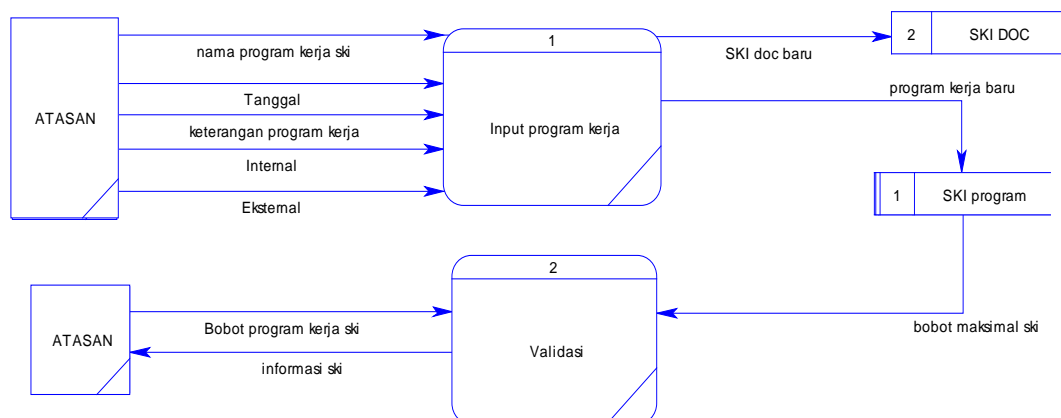 ATASAN
nama program kerja ski
Tanggal
keterangan program kerja
Internal
Eksternal
1
Input program kerja
SKI doc baru
2 SKI DOC
program kerja baru
1 SKI program
bobot maksimal ski
2
Validasi
ATASAN
Bobot program kerja ski
informasi ski